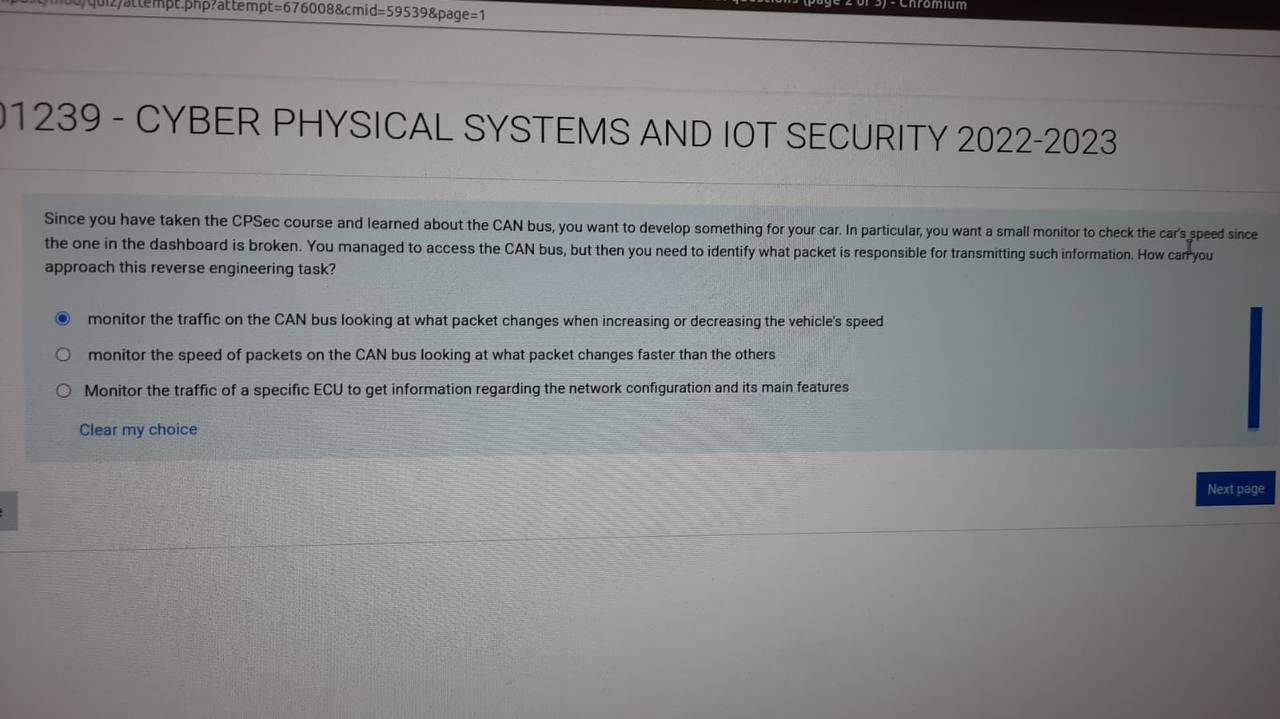 attempt.php?attempt=676008&cmid=59539&page=1
(page 2 of 3) - Chromium
01239 - CYBER PHYSICAL SYSTEMS AND IOT SECURITY 2022-2023
Since you have taken the CPSec course and learned about the CAN bus, you want to develop something for your car. In particular, you want a small monitor to check the car's speed since
the one in the dashboard is broken. You managed to access the CAN bus, but then you need to identify what packet is responsible for transmitting such information. How can you
approach this reverse engineering task?
monitor the traffic on the CAN bus looking at what packet changes when increasing or decreasing the vehicle's speed
monitor the speed of packets on the CAN bus looking at what packet changes faster than the others
Monitor the traffic of a specific ECU to get information regarding the network configuration and its main features
Clear my choice
Next page